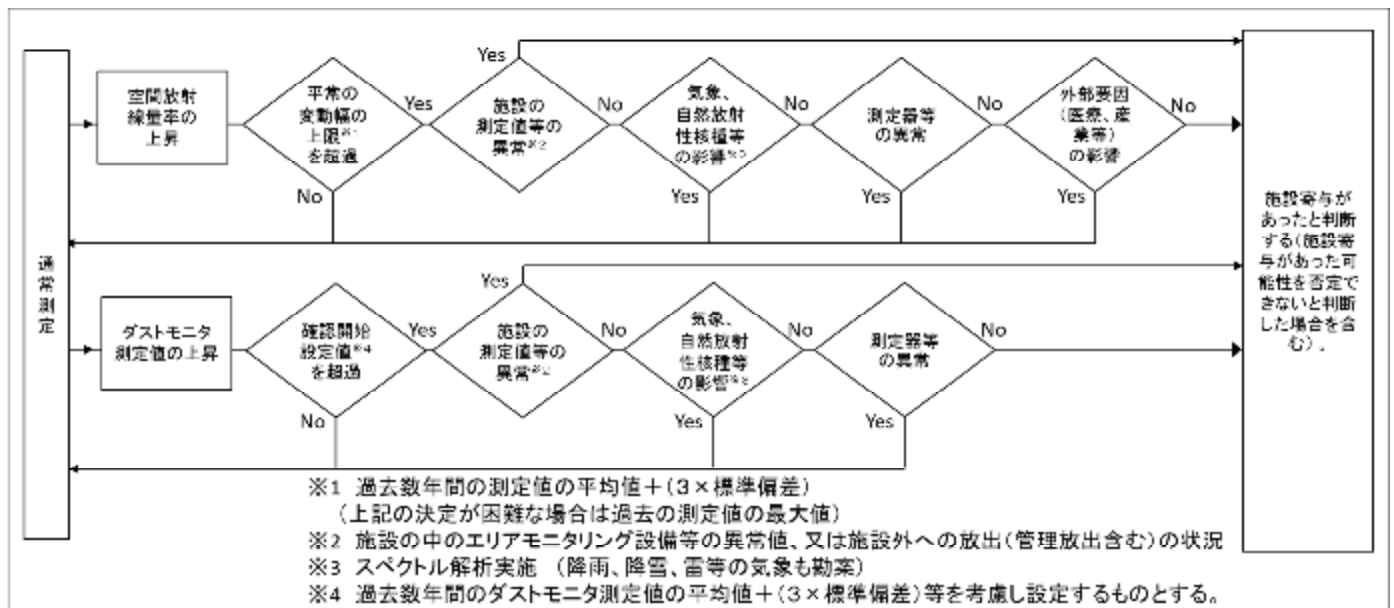 通常測定
空間放射
線量率の
上昇
平常の
変動幅の
上限※1
を超過
Yes
No
施設の
測定値等の
異常※2
Yes
No
気象、
自然放射
性核種等
の影響※3
No
Yes
測定器等
の異常
No
Yes
外部要因
(医療、産
業等)
の影響
No
Yes
ダストモニタ
測定値の上昇
確認開始
設定値※4
を超過
Yes
No
施設の
測定値等の
異常※2
Yes
No
気象、
自然放射
性核種等
の影響※3
No
Yes
測定器等
の異常
No
Yes
施設寄与が
あったと判断
する(施設寄
与があった可
能性を否定で
きないと判断
した場合を含
む)。
※1 過去数年間の測定値の平均値+(3×標準偏差)
(上記の決定が困難な場合は過去の測定値の最大値)
※2 施設の中のエリアモニタリング設備等の異常値、又は施設外への放出(管理放出含む)の状況
※3 スペクトル解析実施 (降雨、降雪、雷等の気象も勘案)
※4 過去数年間のダストモニタ測定値の平均値+(3×標準偏差)等を考慮し設定するものとする。